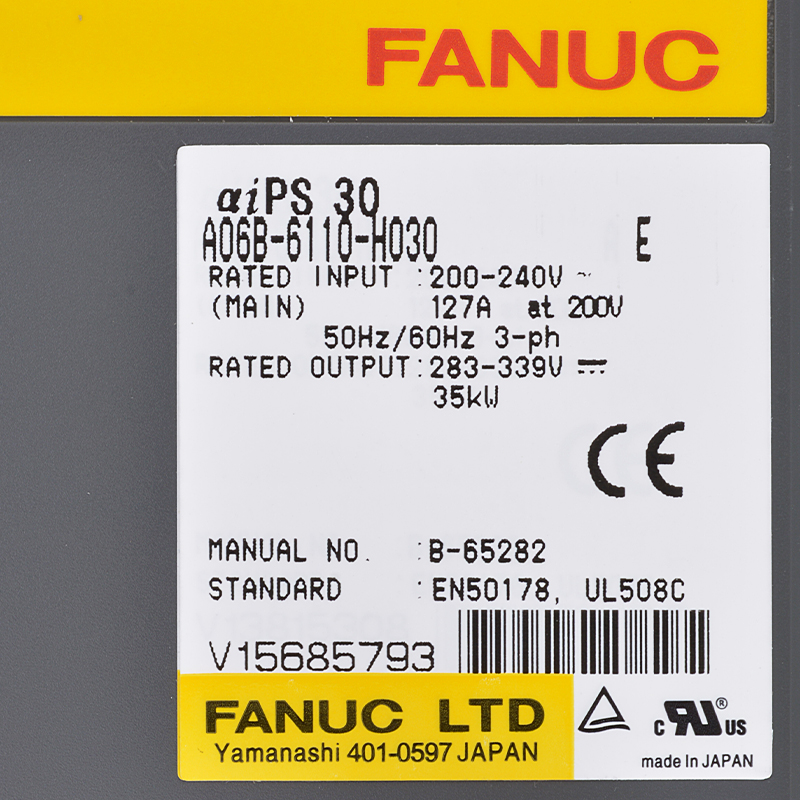 FANUC
αiPS 30
A06B-6110-H030 E
RATED INPUT :200-240V ~
(MAIN) 127A at 200V
50Hz/60Hz 3-ph
RATED OUTPUT:283-339V ⎓
35kW
CE
MANUAL NO. :B-65282
STANDARD :EN50178, UL508C
V15685793
FANUC LTD
Yamanashi 401-0597 JAPAN
c RU ® US
made In JAPAN